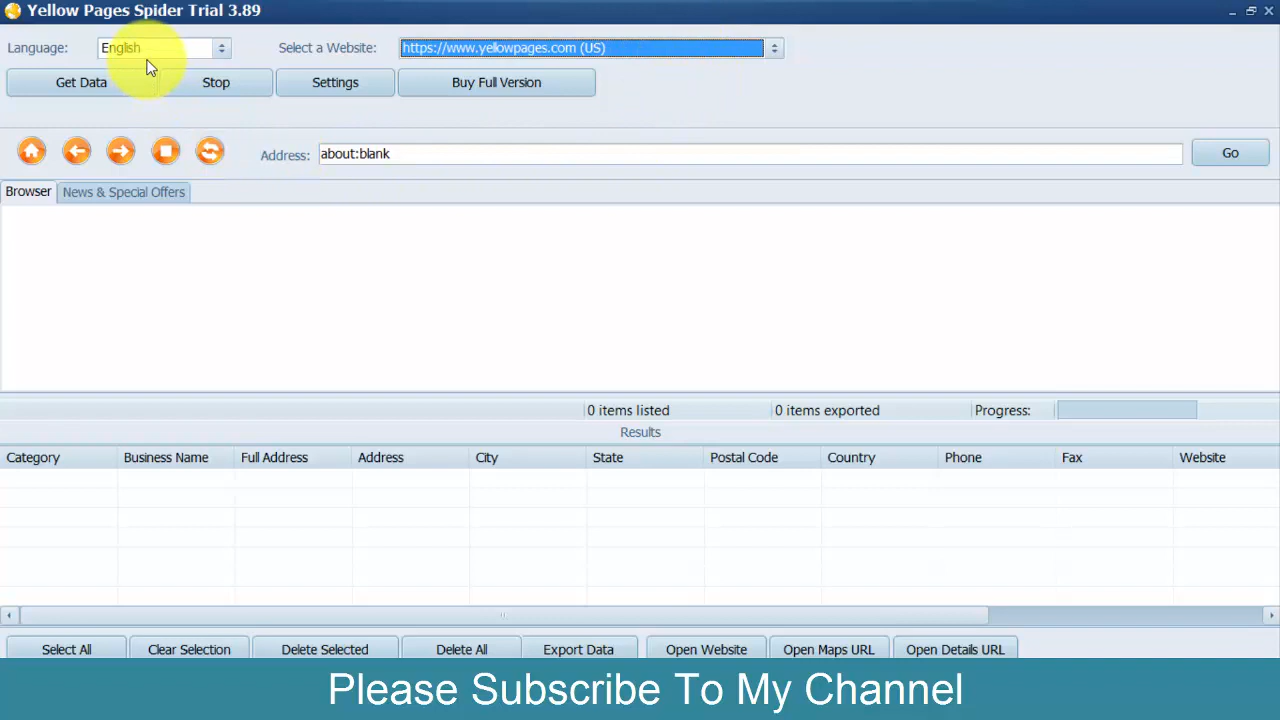 Yellow Pages Spider Trial 3.89
Language: English Select a Website: https://www.yellowpages.com (US)
Get Data Stop Settings Buy Full Version
Address: about:blank Go
Browser News & Special Offers
0 items listed 0 items exported Progress:
Results
Category Business Name Full Address Address City State Postal Code Country Phone Fax Website
Select All Clear Selection Delete Selected Delete All Export Data Open Website Open Maps URL Open Details URL
Please Subscribe To My Channel